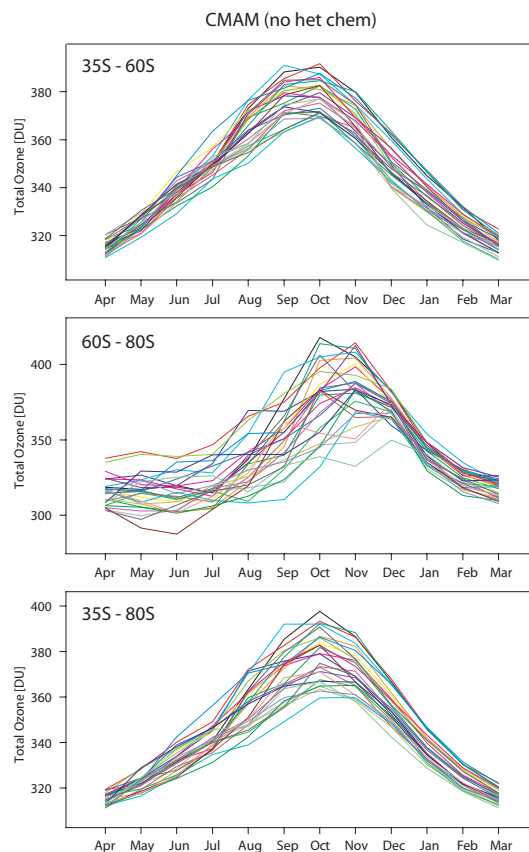 CMAM (no het chem)
35S - 60S
Total Ozone [DU]
380
360
340
320
Apr May Jun Jul Aug Sep Oct Nov Dec Jan Feb Mar
60S - 80S
Total Ozone [DU]
400
350
300
Apr May Jun Jul Aug Sep Oct Nov Dec Jan Feb Mar
35S - 80S
Total Ozone [DU]
400
380
360
340
320
Apr May Jun Jul Aug Sep Oct Nov Dec Jan Feb Mar